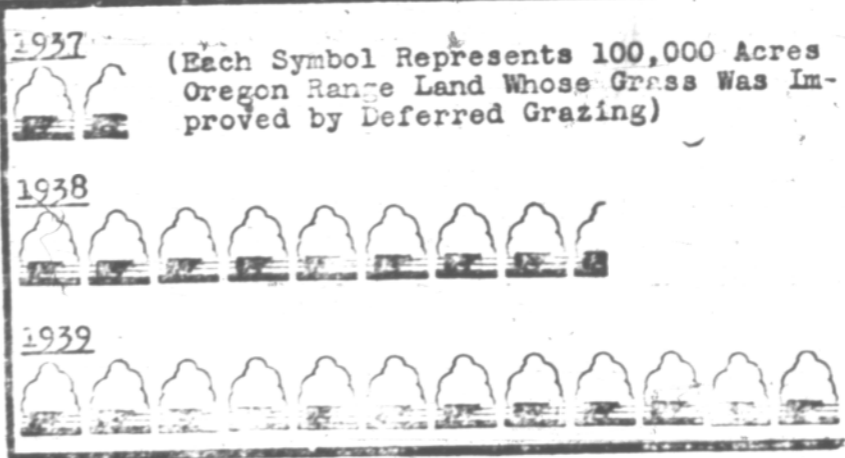 1937
(Each Symbol Represents 100,000 Acres
Oregon Range Land Whose Grass Was Im-
proved by Deferred Grazing)
1938
1939